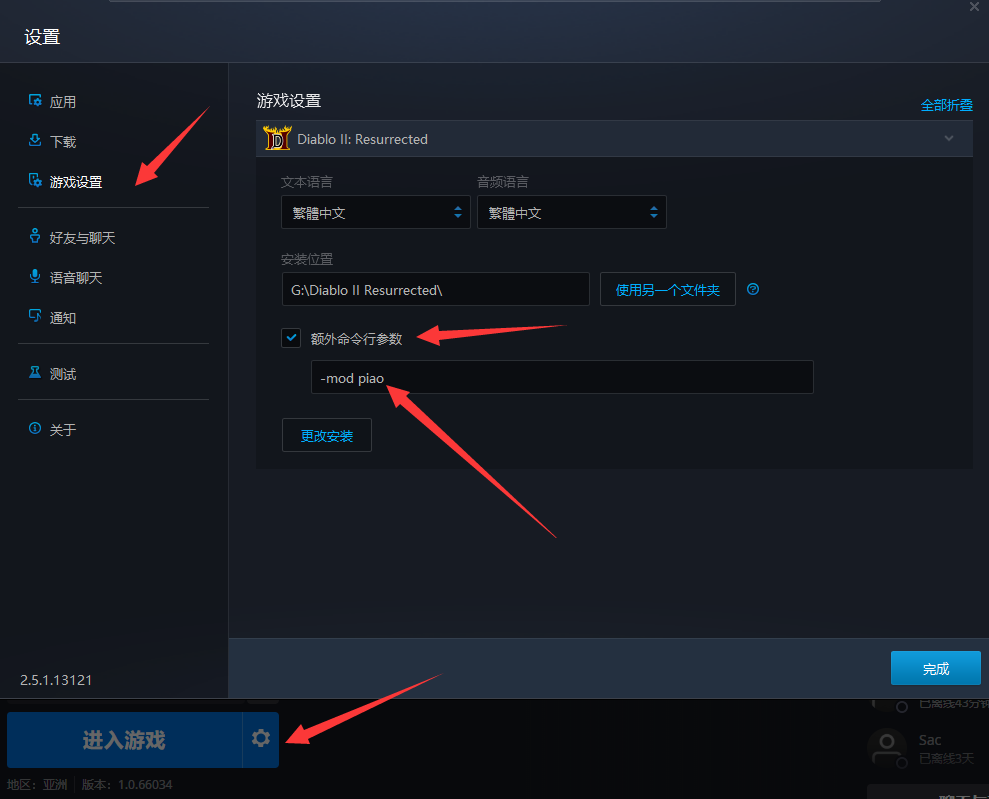 设置
应用
下载
游戏设置
好友与聊天
语音聊天
通知
测试
关于
2.5.1.13121
游戏设置
全部折叠
Diablo II: Resurrected
文本语言 音频语言
繁體中文 繁體中文
安装位置
G:\Diablo II Resurrected\ 使用另一个文件夹
额外命令行参数
-mod piao
更改安装
完成
进入游戏
地区: 亚洲 版本: 1.0.66034
已离线43分钟
Sac
已离线3天